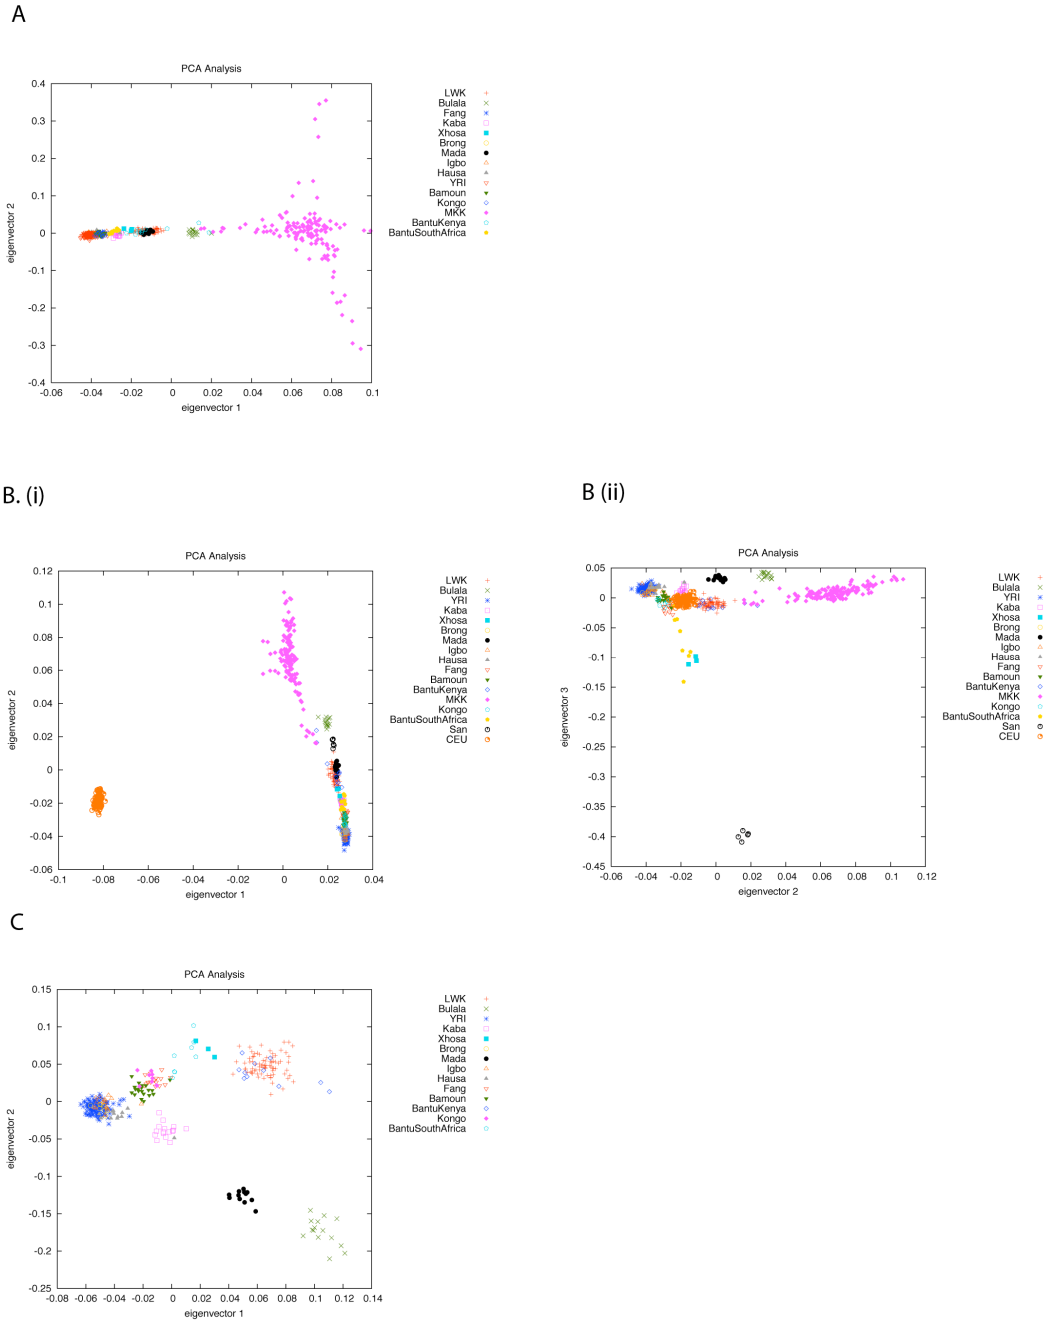 A
PCA Analysis
0.4
0.3
0.2
0.1
0
-0.1
-0.2
-0.3
-0.4
-0.06 -0.04 -0.02 0 0.02 0.04 0.06 0.08 0.1
eigenvector 1
eigenvector 2
LWK
Bulala
Fang
Kaba
Xhosa
Brong
Mada
Igbo
Hausa
YRI
Bamoun
Kongo
MKK
BantuKenya
BantuSouthAfrica
B. (i)
PCA Analysis
0.12
0.1
0.08
0.06
0.04
0.02
0
-0.02
-0.04
-0.06
-0.1 -0.08 -0.06 -0.04 -0.02 0 0.02 0.04
eigenvector 1
eigenvector 2
LWK
Bulala
YRI
Kaba
Xhosa
Brong
Mada
Igbo
Hausa
Fang
Bamoun
BantuKenya
MKK
Kongo
BantuSouthAfrica
San
CEU
B (ii)
PCA Analysis
0.05
0
-0.05
-0.1
-0.15
-0.2
-0.25
-0.3
-0.35
-0.4
-0.45
-0.06 -0.04 -0.02 0 0.02 0.04 0.06 0.08 0.1 0.12
eigenvector 2
eigenvector 3
LWK
Bulala
YRI
Kaba
Xhosa
Brong
Mada
Igbo
Hausa
Fang
Bamoun
BantuKenya
MKK
Kongo
BantuSouthAfrica
San
CEU
C
PCA Analysis
0.15
0.1
0.05
0
-0.05
-0.1
-0.15
-0.2
-0.25
-0.08 -0.06 -0.04 -0.02 0 0.02 0.04 0.06 0.08 0.1 0.12 0.14
eigenvector 1
eigenvector 2
LWK
Bulala
YRI
Kaba
Xhosa
Brong
Mada
Igbo
Hausa
Fang
Bamoun
BantuKenya
Kongo
BantuSouthAfrica